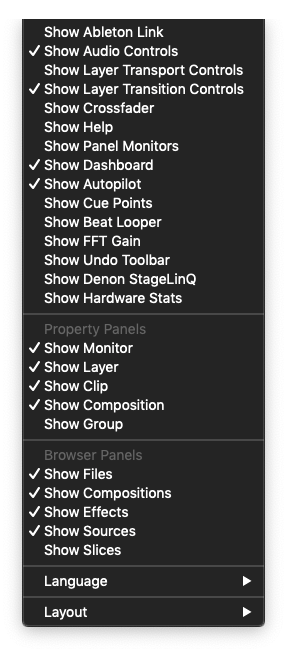 Show Ableton Link
✓ Show Audio Controls
Show Layer Transport Controls
✓ Show Layer Transition Controls
Show Crossfader
Show Help
Show Panel Monitors
✓ Show Dashboard
✓ Show Autopilot
Show Cue Points
Show Beat Looper
Show FFT Gain
Show Undo Toolbar
Show Denon StageLinQ
Show Hardware Stats
Property Panels
✓ Show Monitor
✓ Show Layer
✓ Show Clip
✓ Show Composition
Show Group
Browser Panels
✓ Show Files
✓ Show Compositions
✓ Show Effects
✓ Show Sources
Show Slices
Language ▶
Layout ▶